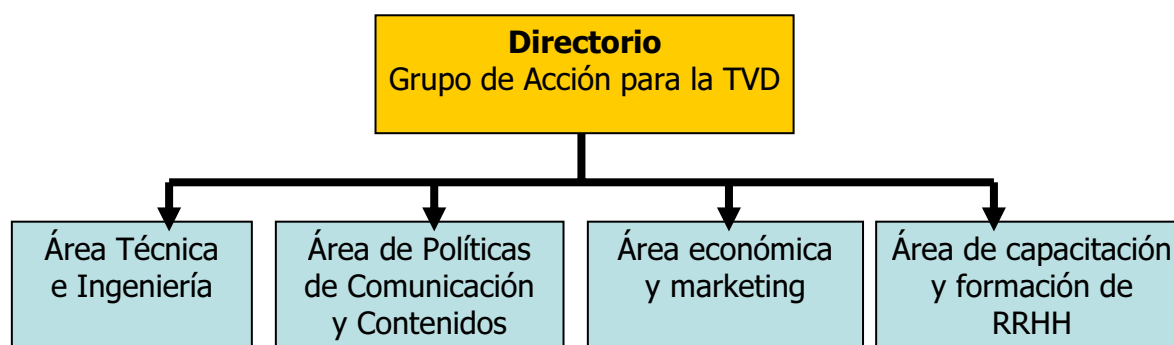 Directorio
Grupo de Acción para la TVD
Área Técnica
e Ingeniería
Área de Políticas
de Comunicación
y Contenidos
Área económica
y marketing
Área de capacitación
y formación de
RRHH